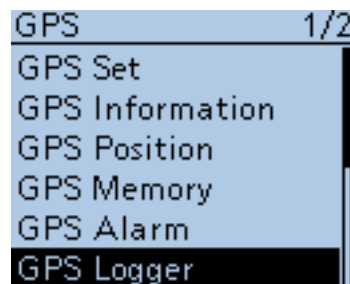 GPS 1/2
GPS Set
GPS Information
GPS Position
GPS Memory
GPS Alarm
GPS Logger